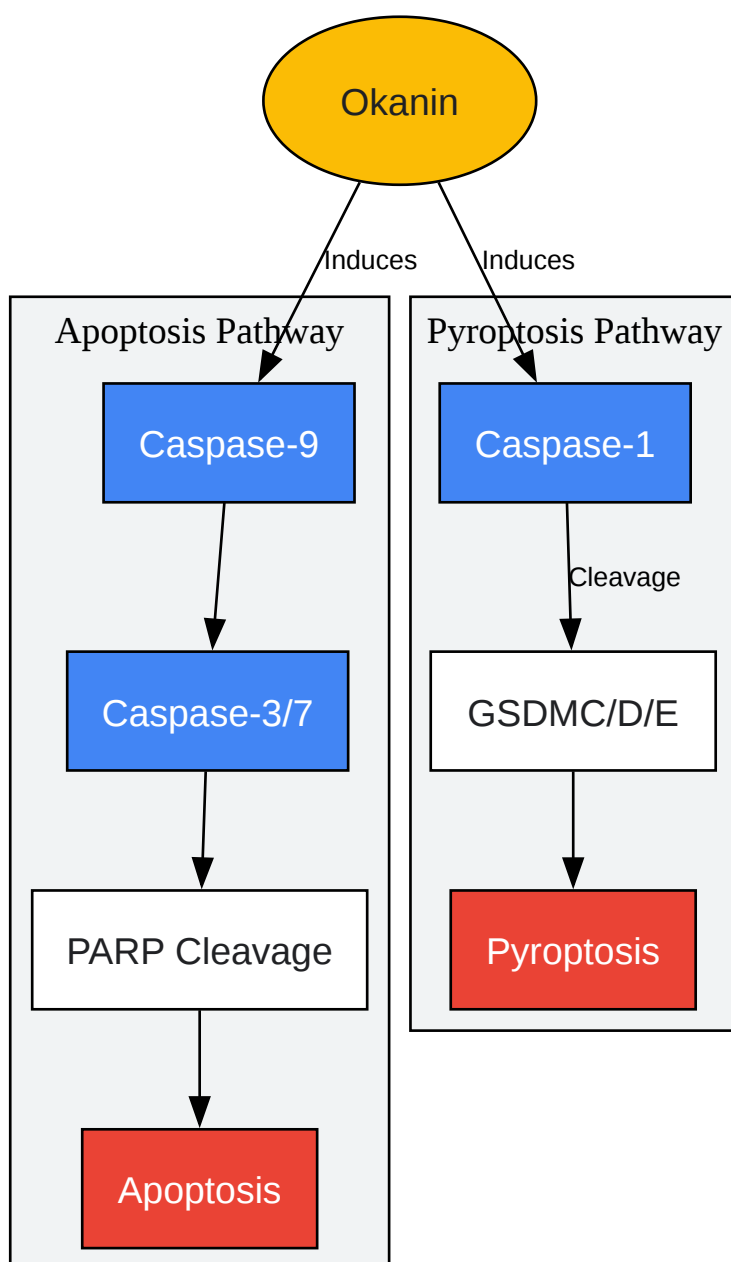 Okanin
Induces
Induces
Apoptosis Pathway
Pyroptosis Pathway
Caspase-9
Caspase-1
Cleavage
Caspase-3/7
GSDMC/D/E
PARP Cleavage
Pyroptosis
Apoptosis